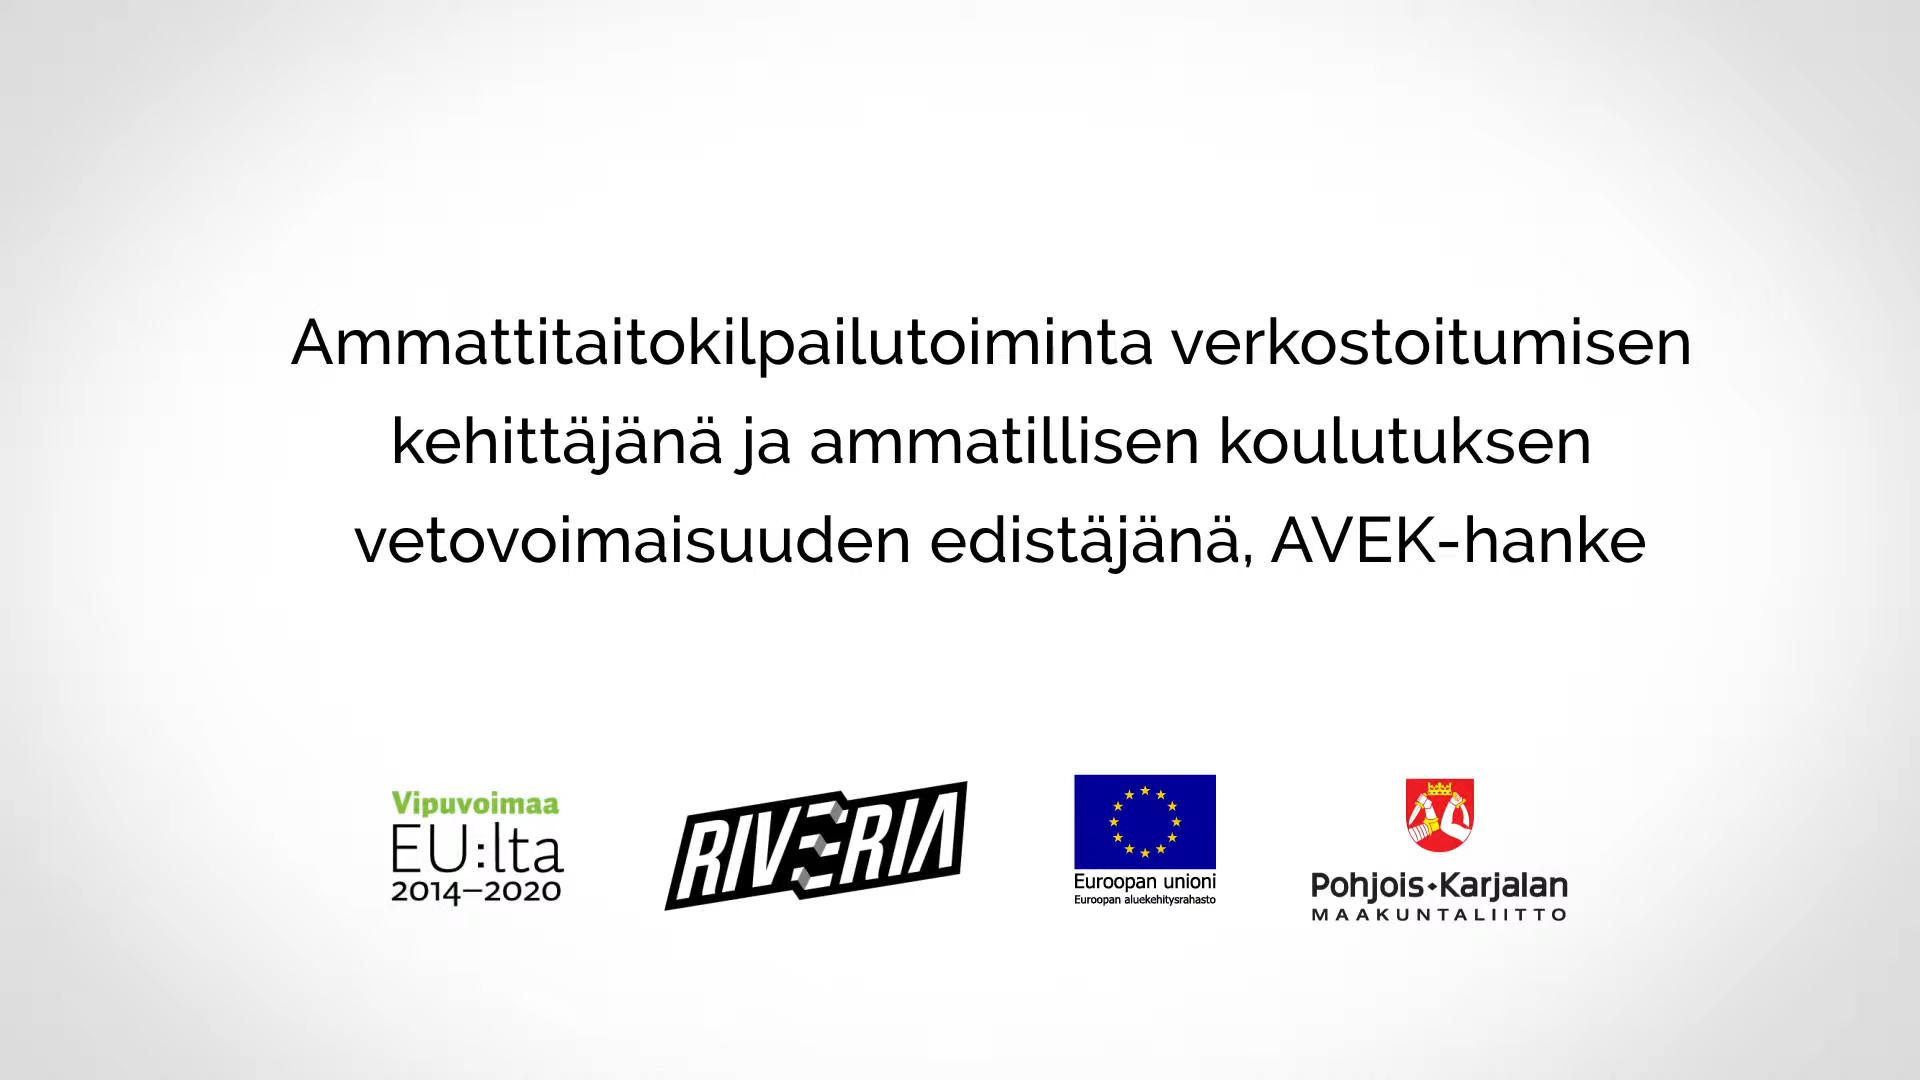 Ammattitaitokilpailutoiminta verkostoitumisen
kehittäjänä ja ammatillisen koulutuksen
vetovoimaisuuden edistäjänä, AVEK-hanke
Vipuvoimaa
EU:lta
2014–2020
RIVERIA
Euroopan unioni
Euroopan aluekehitysrahasto
Pohjois-Karjalan
MAAKUNTALIITTO